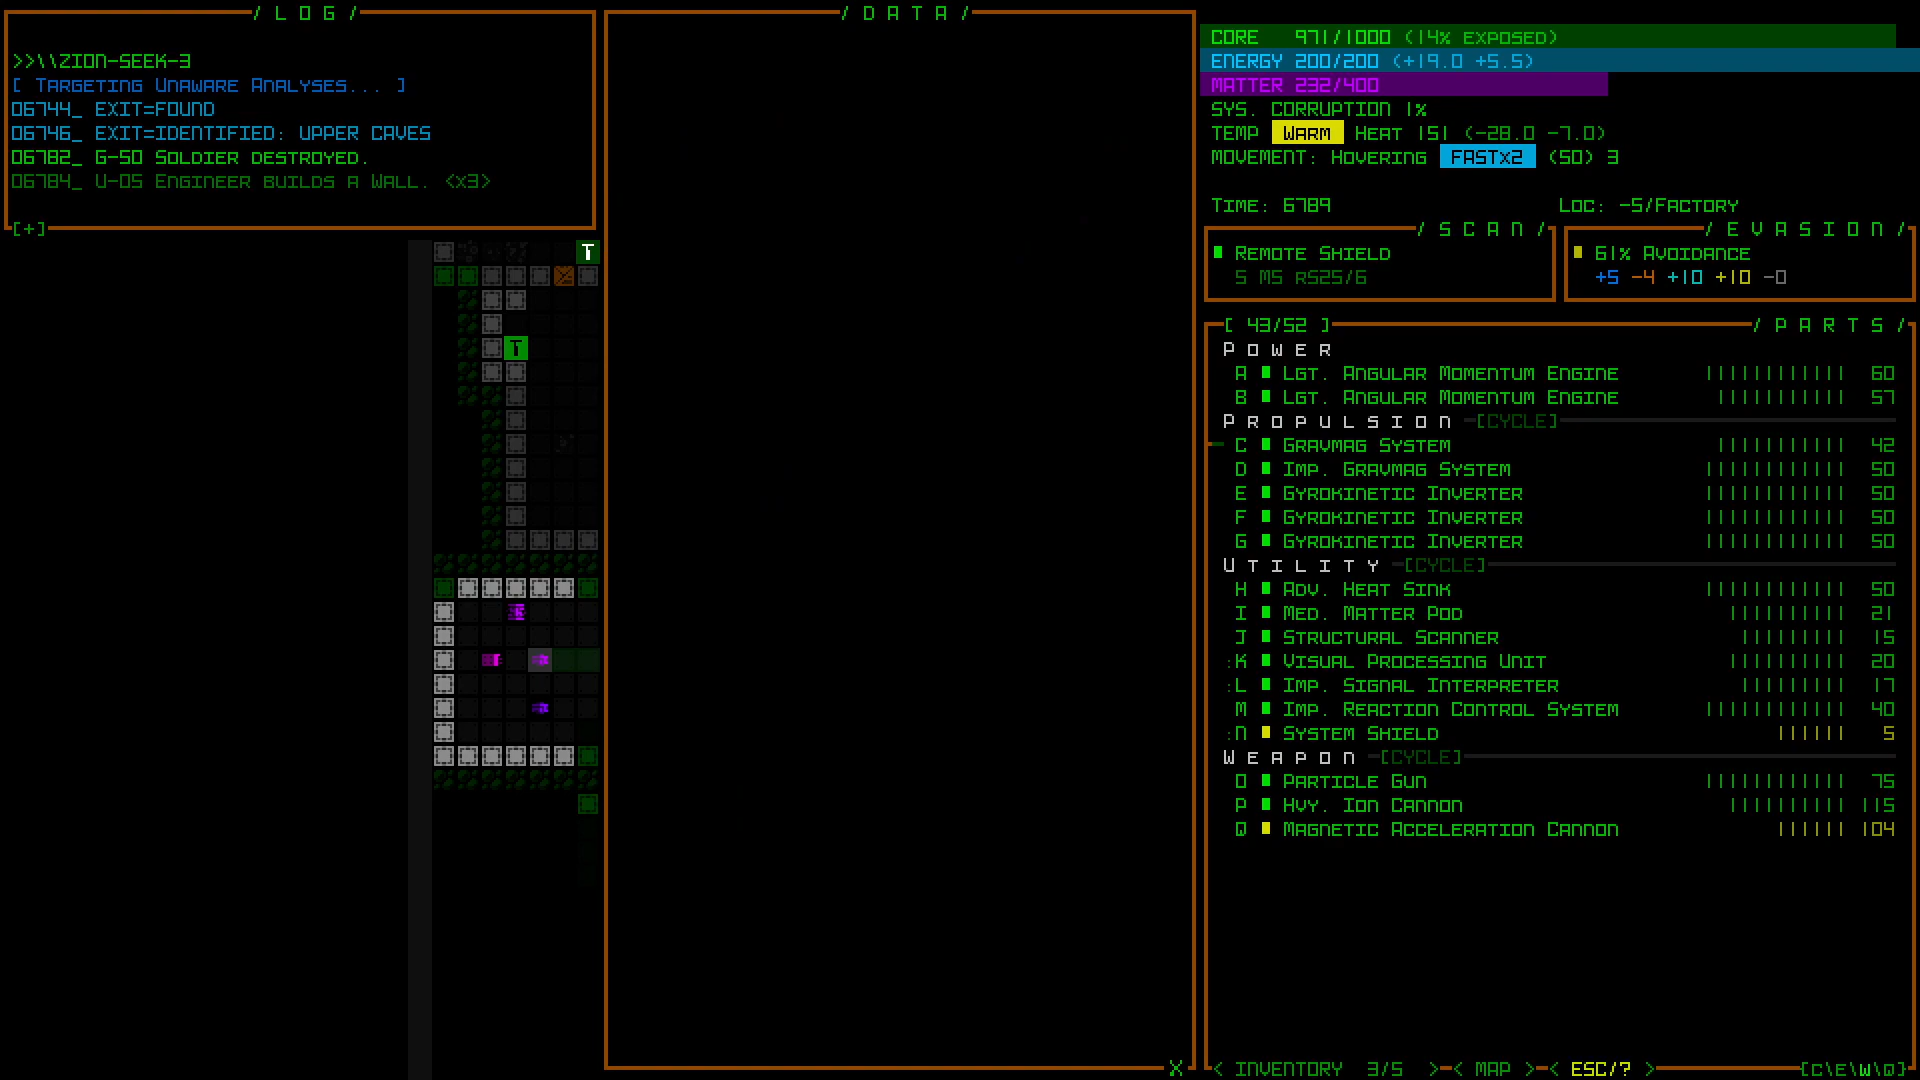 / L O G /
>>\\ZION-SEEK-3
[ TARGETING UNAWARE ANALYSES... ]
06744_ EXIT=FOUND
06746_ EXIT=IDENTIFIED: UPPER CAVES
06782_ G-50 SOLDIER DESTROYED.
06784_ U-05 ENGINEER BUILDS A WALL. <x3>
[+]
T
T
/ D A T A /
X
CORE 971/1000 (14% EXPOSED)
ENERGY 200/200 (+19.0 +5.5)
MATTER 232/400
SYS. CORRUPTION 1%
TEMP WARM HEAT 151 (-28.0 -7.0)
MOVEMENT: HOVERING FASTx2 (50) 3
TIME: 6789 LOC: -5/FACTORY
/ S C A N /
REMOTE SHIELD
S M5 RS25/6
/ E V A S I O N /
61% AVOIDANCE
+5 -4 +10 +10 -0
[ 43/52 ] / P A R T S /
P O W E R
A LGT. ANGULAR MOMENTUM ENGINE 60
B LGT. ANGULAR MOMENTUM ENGINE 57
P R O P U L S I O N [CYCLE]
C GRAVMAG SYSTEM 42
D IMP. GRAVMAG SYSTEM 50
E GYROKINETIC INVERTER 50
F GYROKINETIC INVERTER 50
G GYROKINETIC INVERTER 50
U T I L I T Y [CYCLE]
H ADV. HEAT SINK 50
I MED. MATTER POD 21
J STRUCTURAL SCANNER 15
:K VISUAL PROCESSING UNIT 20
:L IMP. SIGNAL INTERPRETER 17
M IMP. REACTION CONTROL SYSTEM 40
:N SYSTEM SHIELD 5
W E A P O N [CYCLE]
O PARTICLE GUN 75
P HVY. ION CANNON 115
Q MAGNETIC ACCELERATION CANNON 104
< INVENTORY 3/5 > < MAP > < ESC/? > [C\E\W\Q]